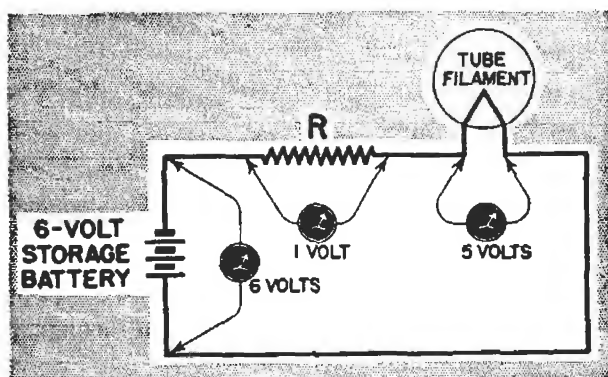 TUBE
FILAMENT
R
6-VOLT
STORAGE
BATTERY
1 VOLT
5 VOLTS
6 VOLTS